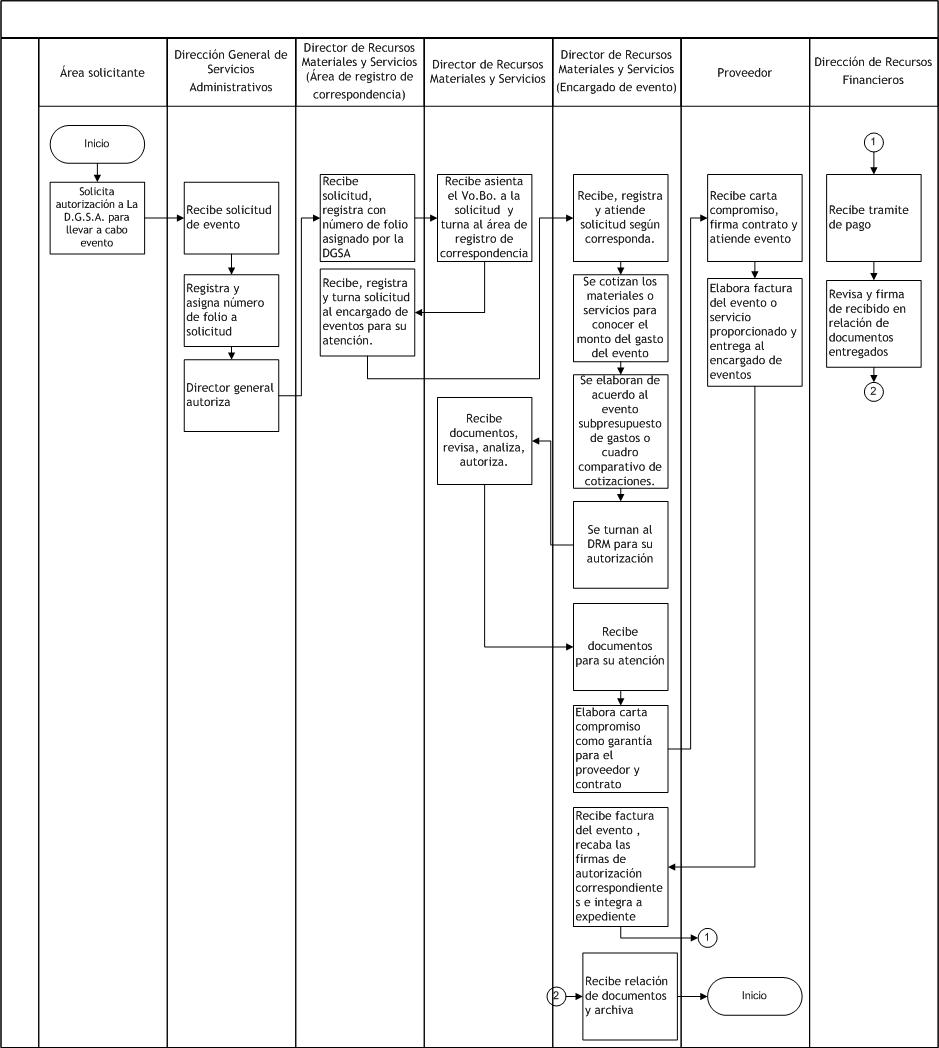 Área solicitante
Dirección General de
Servicios
Administrativos
Director de Recursos
Materiales y Servicios
(Área de registro de
correspondencia)
Director de Recursos
Materiales y Servicios
Director de Recursos
Materiales y Servicios
(Encargado de evento)
Proveedor
Dirección de Recursos
Financieros
Inicio
Solicita
autorización a La
D.G.S.A. para
llevar a cabo
evento
Recibe solicitud
de evento
Registra y
asigna número
de folio a
solicitud
Director general
autoriza
Recibe
solicitud,
registra con
número de folio
asignado por la
DGSA
Recibe, registra
y turna solicitud
al encargado de
eventos para su
atención.
Recibe asienta
el Vo.Bo. a la
solicitud y
turna al área de
registro de
correspondencia
Recibe
documentos,
revisa, analiza,
autoriza.
Recibe, registra
y atiende
solicitud según
corresponda.
Se cotizan los
materiales o
servicios para
conocer el
monto del gasto
del evento
Se elaboran de
acuerdo al
evento
subpresupuesto
de gastos o
cuadro
comparativo de
cotizaciones.
Se turnan al
DRM para su
autorización
Recibe
documentos
para su atención
Elabora carta
compromiso
como garantía
para el
proveedor y
contrato
Recibe factura
del evento ,
recaba las
firmas de
autorización
correspondiente
s e integra a
expediente
1
2
Recibe relación
de documentos
y archiva
Recibe carta
compromiso,
firma contrato y
atiende evento
Elabora factura
del evento o
servicio
proporcionado y
entrega al
encargado de
eventos
Inicio
1
Recibe tramite
de pago
Revisa y firma
de recibido en
relación de
documentos
entregados
2